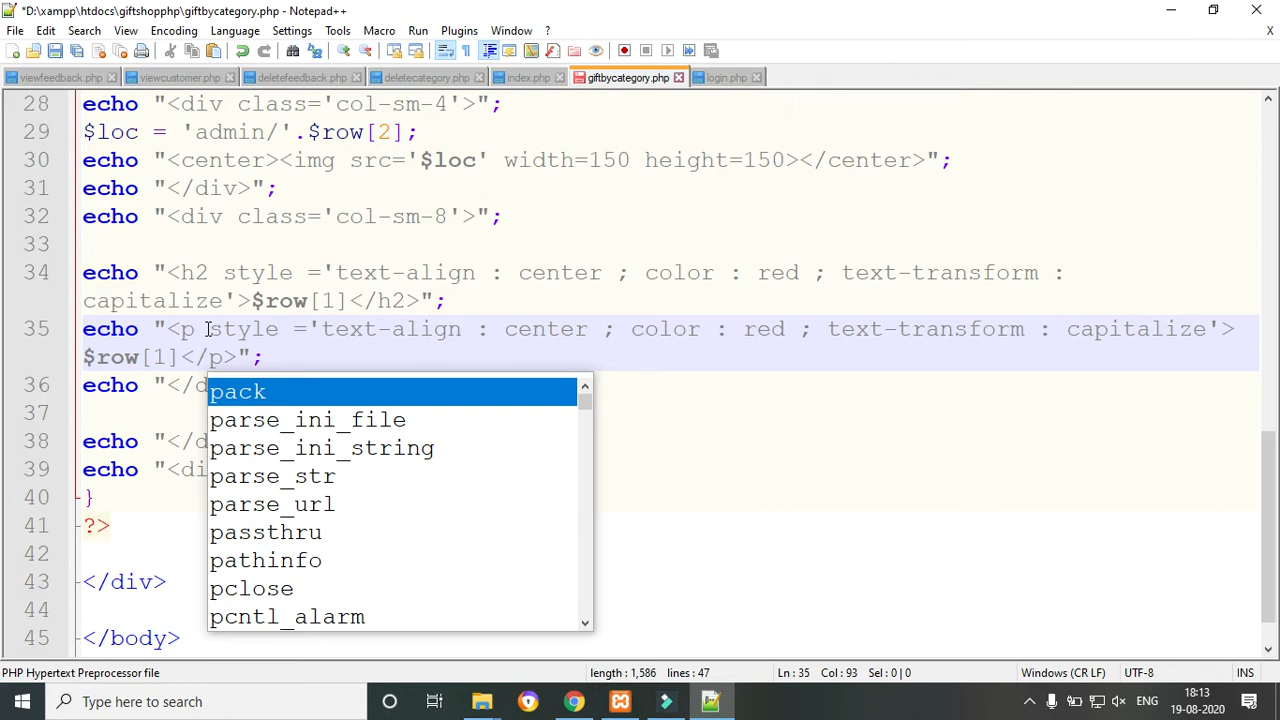 *D:\xampp\htdocs\giftshopphp\giftbycategory.php - Notepad++
File Edit Search View Encoding Language Settings Tools Macro Run Plugins Window ? X
viewfeedback.php viewcustomer.php deletefeedback.php deletecategory.php index.php giftbycategory.php login.php
28 echo "<div class='col-sm-4'>";
29 $loc = 'admin/'.$row[2];
30 echo "<center><img src='$loc' width=150 height=150></center>";
31 echo "</div>";
32 echo "<div class='col-sm-8'>";
33
34 echo "<h2 style ='text-align : center ; color : red ; text-transform :
capitalize'>$row[1]</h2>";
35 echo "<p style ='text-align : center ; color : red ; text-transform : capitalize'>
$row[1]</p>";
36 echo "</d
pack
37
parse_ini_file
parse_ini_string
38 echo "</d
39 echo "<di
parse_str
40 }
parse_url
41 ?>
passthru
42
pathinfo
43 </div>
pclose
44
pcntl_alarm
45 </body>
PHP Hypertext Preprocessor file length : 1,586 lines : 47 Ln : 35 Col : 93 Sel : 0 | 0 Windows (CR LF) UTF-8 INS
Type here to search ENG 18:13
19-08-2020